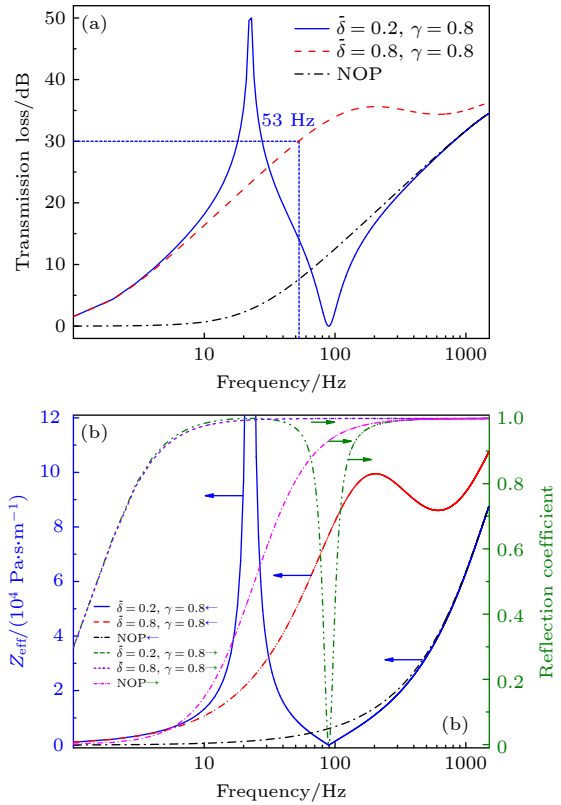 (a)
δ̃ = 0.2, γ = 0.8
δ̃ = 0.8, γ = 0.8
NOP
53 Hz
Transmission loss/dB
50
40
30
20
10
0
10 100 1000
Frequency/Hz
(b)
Z_eff/(10⁴ Pa·s·m⁻¹)
12
10
8
6
4
2
0
δ̃ = 0.2, γ = 0.8←
δ̃ = 0.8, γ = 0.8←
NOP←
δ̃ = 0.2, γ = 0.8→
δ̃ = 0.8, γ = 0.8→
NOP→
(b)
1.0
0.8
0.6
0.4
0.2
0
Reflection coefficient
10 100 1000
Frequency/Hz